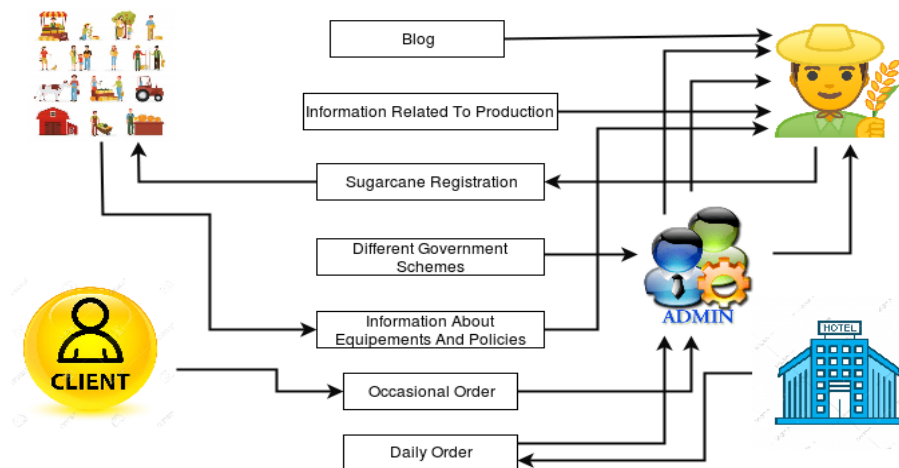 Blog
Information Related To Production
Sugarcane Registration
Different Government
Schemes
ADMIN
Information About
Equipements And Policies
HOTEL
CLIENT
Occasional Order
Daily Order